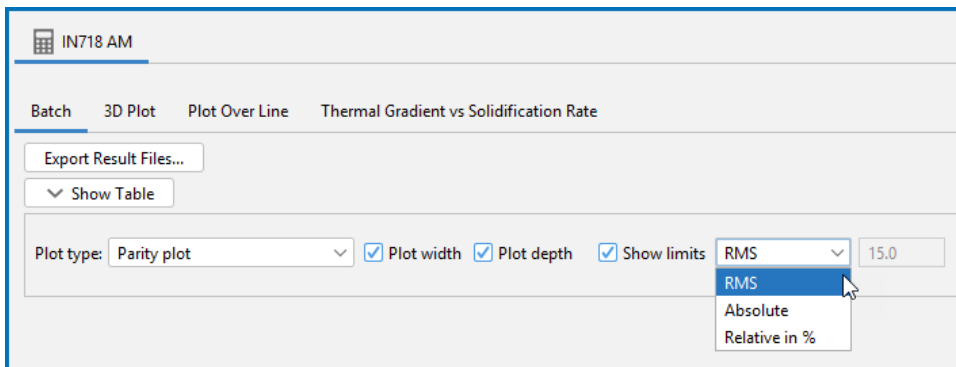 IN718 AM
Batch 3D Plot Plot Over Line Thermal Gradient vs Solidification Rate
Export Result Files...
Show Table
Plot type: Parity plot Plot width Plot depth Show limits RMS 15.0
RMS
Absolute
Relative in %